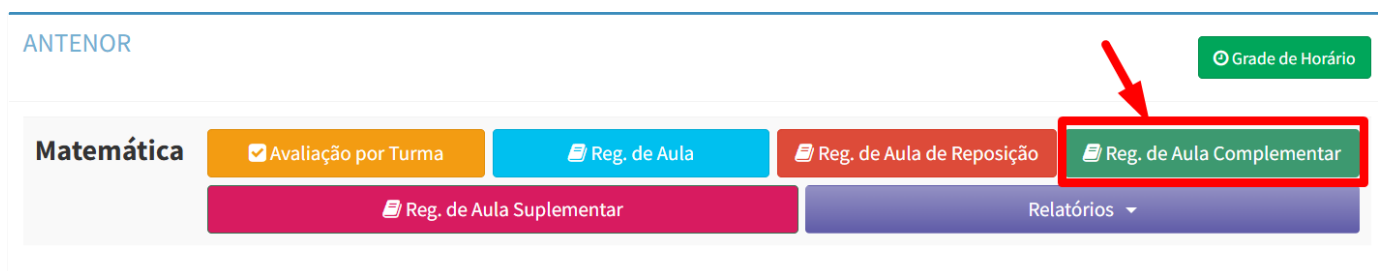 ANTENOR
Grade de Horário
Matemática
Avaliação por Turma
Reg. de Aula
Reg. de Aula de Reposição
Reg. de Aula Complementar
Reg. de Aula Suplementar
Relatórios